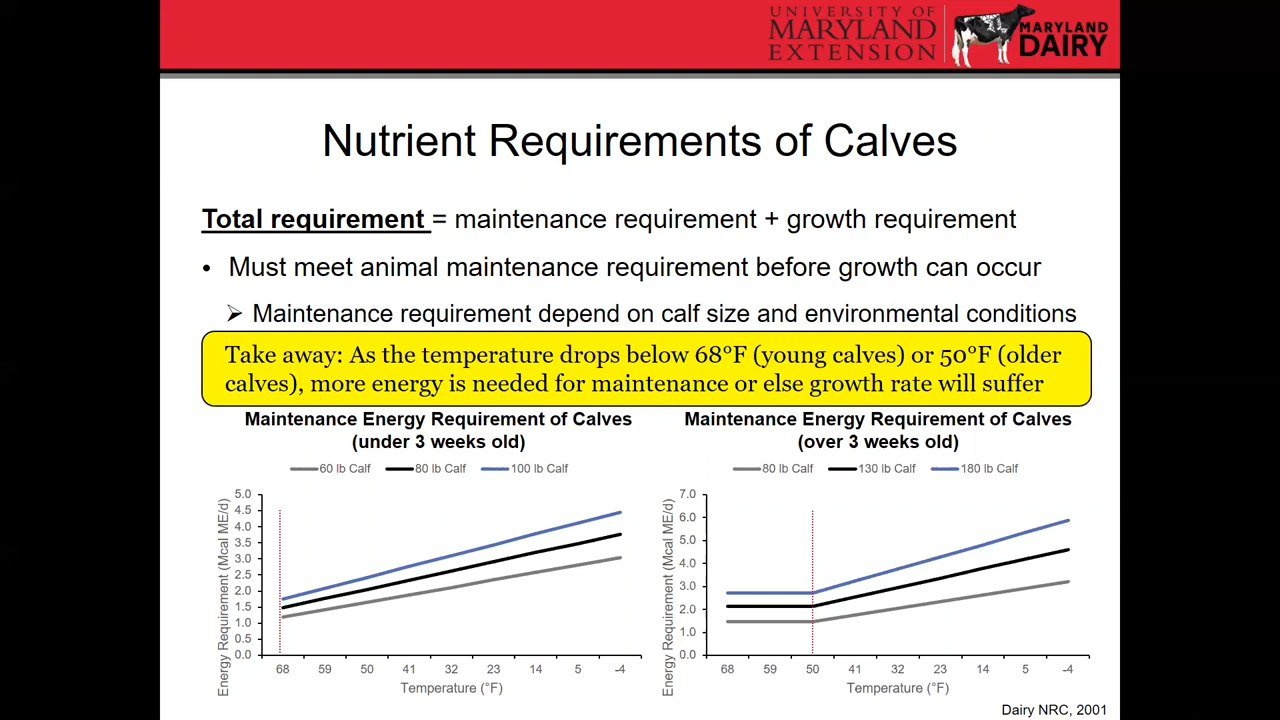 UNIVERSITY OF
MARYLAND
EXTENSION
MARYLAND
DAIRY
Nutrient Requirements of Calves
Total requirement = maintenance requirement + growth requirement
• Must meet animal maintenance requirement before growth can occur
➢ Maintenance requirement depend on calf size and environmental conditions
Take away: As the temperature drops below 68°F (young calves) or 50°F (older
calves), more energy is needed for maintenance or else growth rate will suffer
Maintenance Energy Requirement of Calves
(under 3 weeks old)
60 lb Calf 80 lb Calf 100 lb Calf
Energy Requirement (Mcal ME/d)
5.0
4.5
4.0
3.5
3.0
2.5
2.0
1.5
1.0
0.5
0.0
68 59 50 41 32 23 14 5 -4
Temperature (°F)
Maintenance Energy Requirement of Calves
(over 3 weeks old)
80 lb Calf 130 lb Calf 180 lb Calf
Energy Requirement (Mcal ME/d)
7.0
6.0
5.0
4.0
3.0
2.0
1.0
0.0
68 59 50 41 32 23 14 5 -4
Temperature (°F)
Dairy NRC, 2001